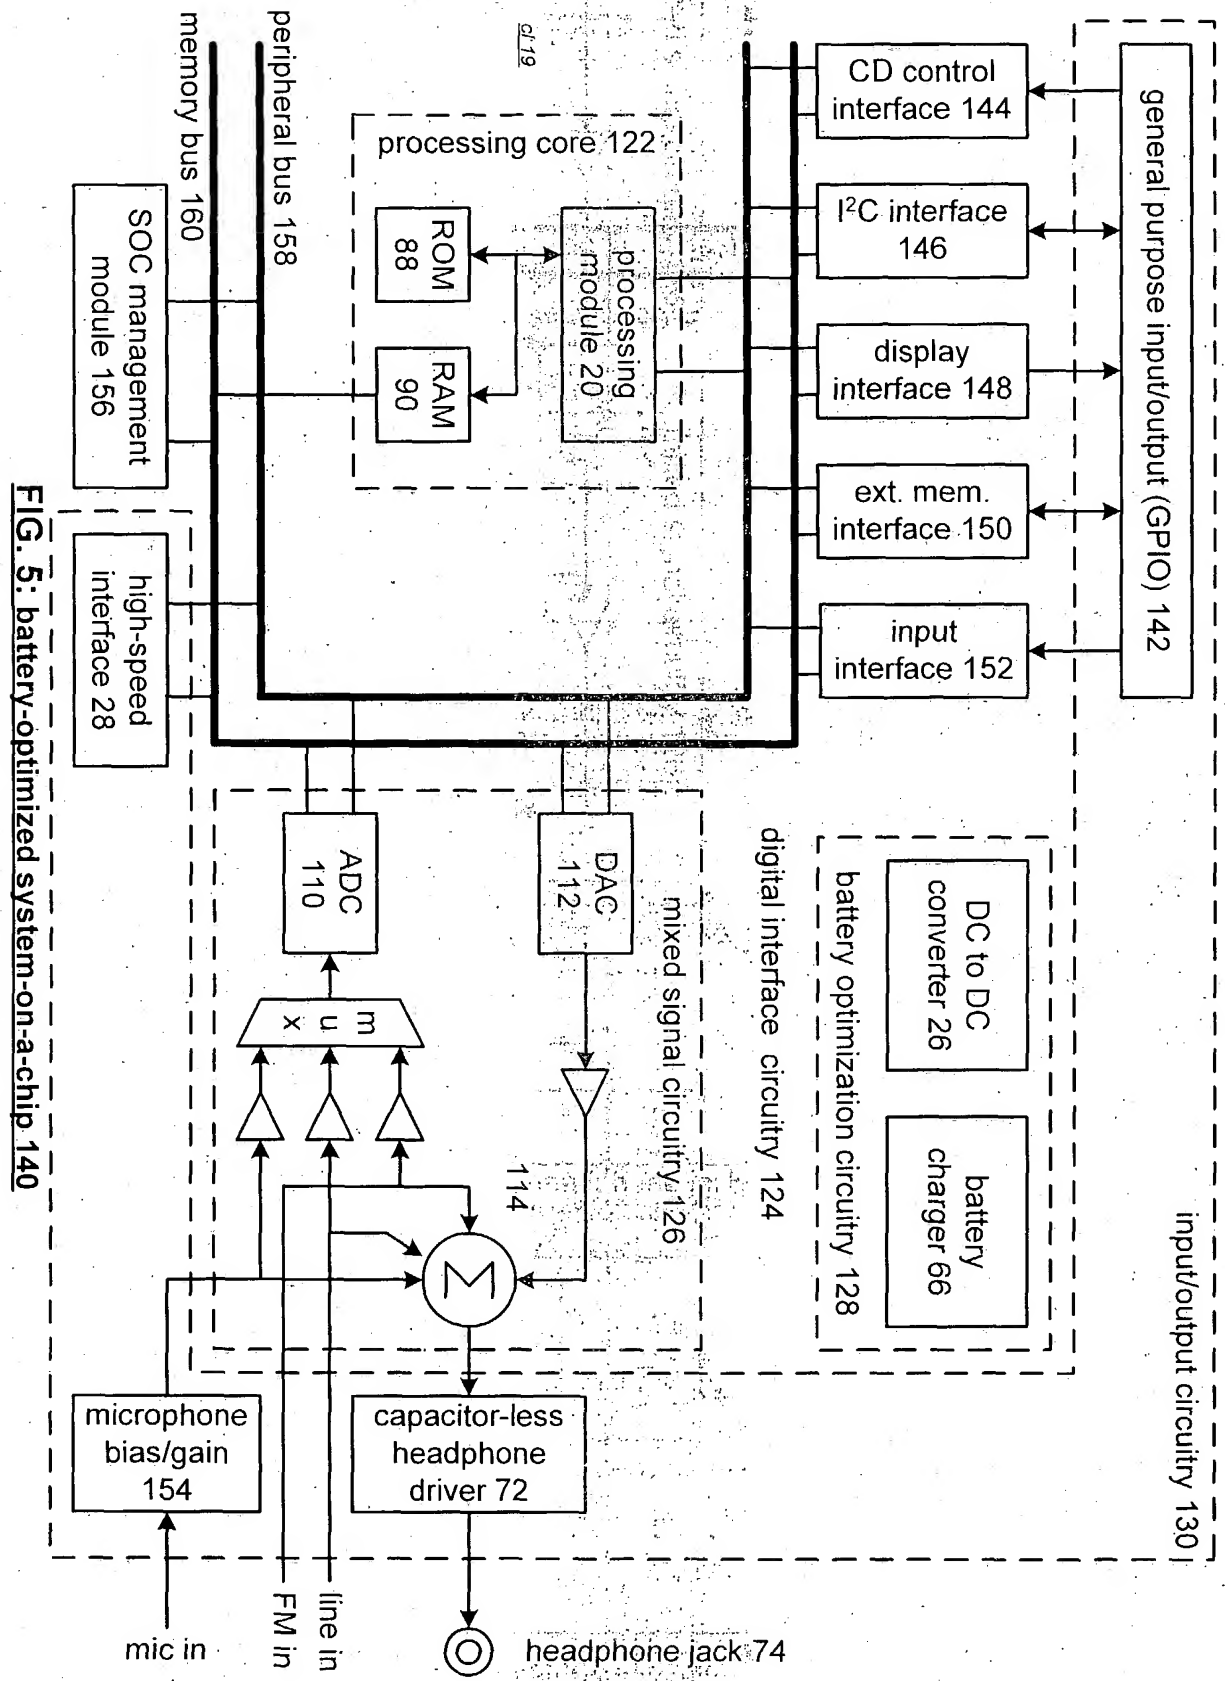 cl 19
CD control
interface 144
I²C interface
146
display
interface 148
ext. mem.
interface 150
input
interface 152
general purpose input/output (GPIO) 142
input/output circuitry 130
processing core 122
ROM
88
RAM
90
processing
module 20
peripheral bus 158
memory bus 160
SOC management
module 156
high-speed
interface 28
DC to DC
converter 26
battery
charger 66
battery optimization circuitry 128
digital interface circuitry 124
mixed signal circuitry 126
DAC
112
ADC
110
m
u
x
114
Σ
microphone
bias/gain
154
capacitor-less
headphone
driver 72
mic in
FM in
line in
headphone jack 74
FIG. 5: battery-optimized system-on-a-chip 140